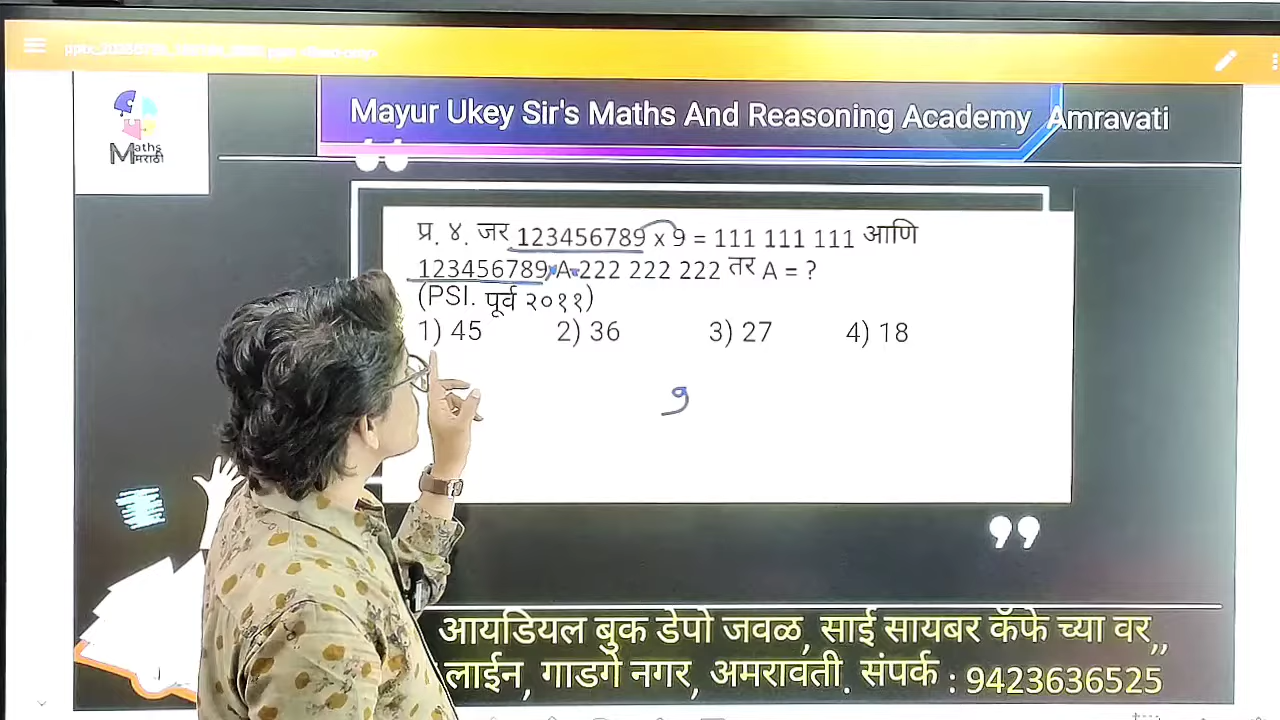 Mayur Ukey Sir's Maths And Reasoning Academy Amravati
Maths
मराठी
प्र. ४. जर 123456789 x 9 = 111 111 111 आणि
123456789 x A = 222 222 222 तर A = ?
(PSI. पूर्व २०११)
1) 45 2) 36 3) 27 4) 18
9
आयडियल बुक डेपो जवळ, साई सायबर कॅफे च्या वर,,
लाईन, गाडगे नगर, अमरावती. संपर्क : 9423636525